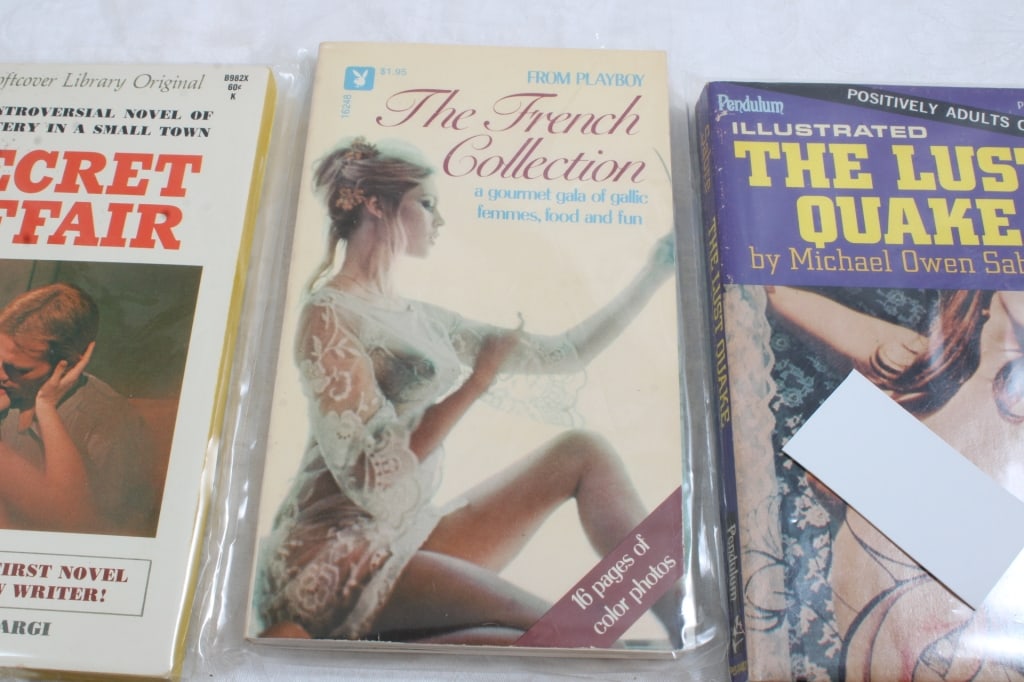 oftcover Library Original
B982X
60¢
K
NTROVERSIAL NOVEL OF
TERY IN A SMALL TOWN
ECRET
FFAIR
FIRST NOVEL
W WRITER!
ARGI
16248
$1.95
FROM PLAYBOY
The French
Collection
a gourmet gala of gallic
femmes, food and fun
16 pages of
color photos
THE LUST QUAKE
Pendulum
Pendulum
POSITIVELY ADULTS O
ILLUSTRATED
THE LUST
QUAKE
by Michael Owen Sab